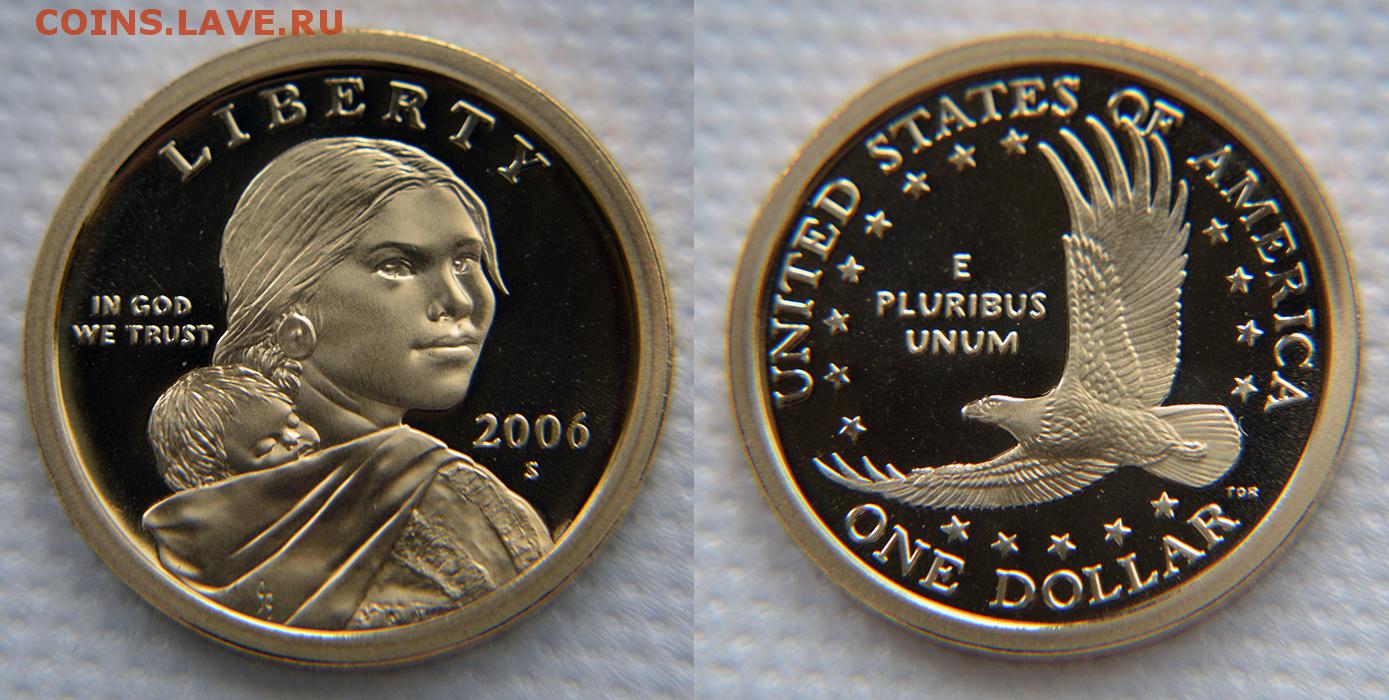 COINS.LAVE.RU
LIBERTY
IN GOD
WE TRUST
2006
S
UNITED STATES OF AMERICA
E
PLURIBUS
UNUM
TDR
ONE DOLLAR